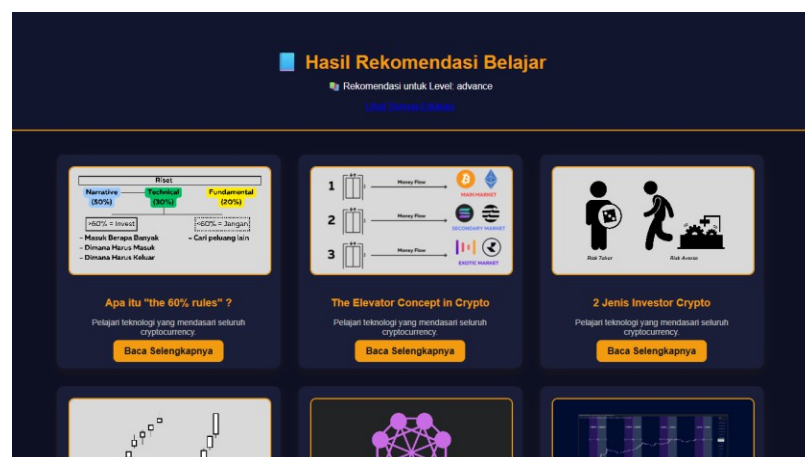 Hasil Rekomendasi Belajar
Rekomendasi untuk Level: advance
Riset
Narrative
(50%)
Technical
(30%)
Fundamental
(20%)
>60% = Invest
<60% = Jangan
- Masuk Berapa Banyak
- Dimana Harus Masuk
- Dimana Harus Keluar
- Cari peluang lain
Apa itu "the 60% rules" ?
Pelajari teknologi yang mendasari seluruh
cryptocurrency.
Baca Selengkapnya
1
Money Flow
MAIN MARKET
2
Money Flow
SECONDARY MARKET
3
Money Flow
EXOTIC MARKET
The Elevator Concept in Crypto
Pelajari teknologi yang mendasari seluruh
cryptocurrency.
Baca Selengkapnya
Risk Taker
Risk Averse
2 Jenis Investor Crypto
Pelajari teknologi yang mendasari seluruh
cryptocurrency.
Baca Selengkapnya